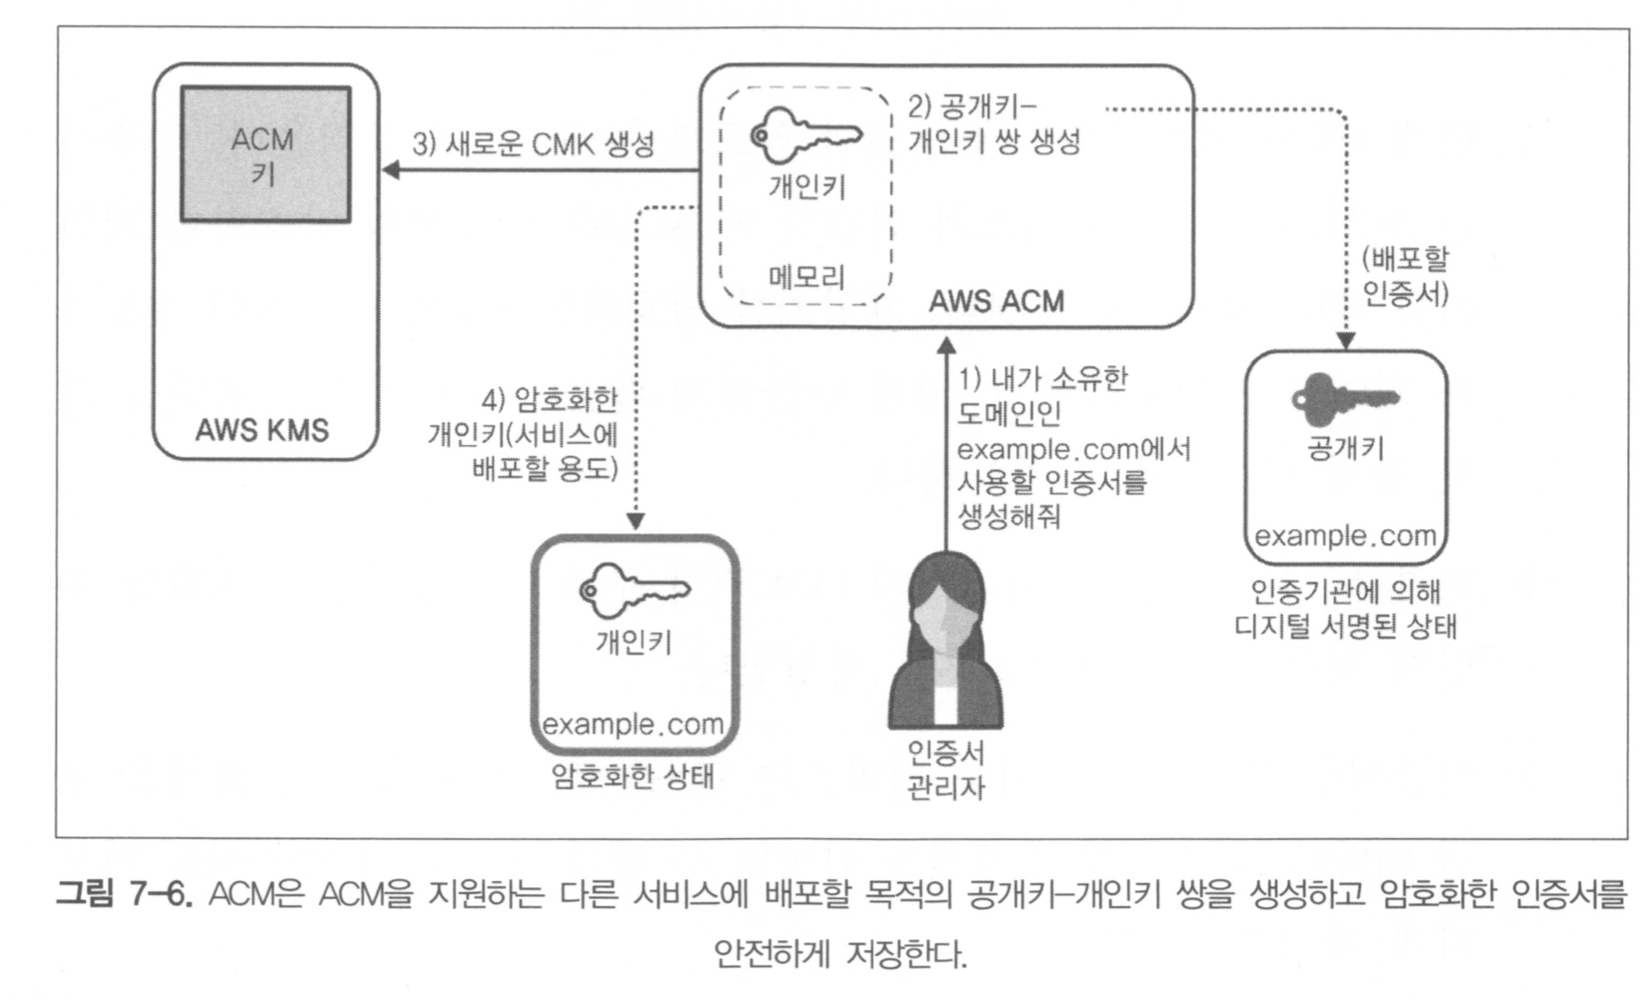 ACM
키
AWS KMS
3) 새로운 CMK 생성
개인키
메모리
2) 공개키-
개인키 쌍 생성
AWS ACM
(배포할
인증서)
1) 내가 소유한
도메인인
example.com에서
사용할 인증서를
생성해줘
4) 암호화한
개인키(서비스에
배포할 용도)
개인키
example.com
암호화한 상태
인증서
관리자
공개키
example.com
인증기관에 의해
디지털 서명된 상태
그림 7-6. ACM은 ACM을 지원하는 다른 서비스에 배포할 목적의 공개키-개인키 쌍을 생성하고 암호화한 인증서를
안전하게 저장한다.